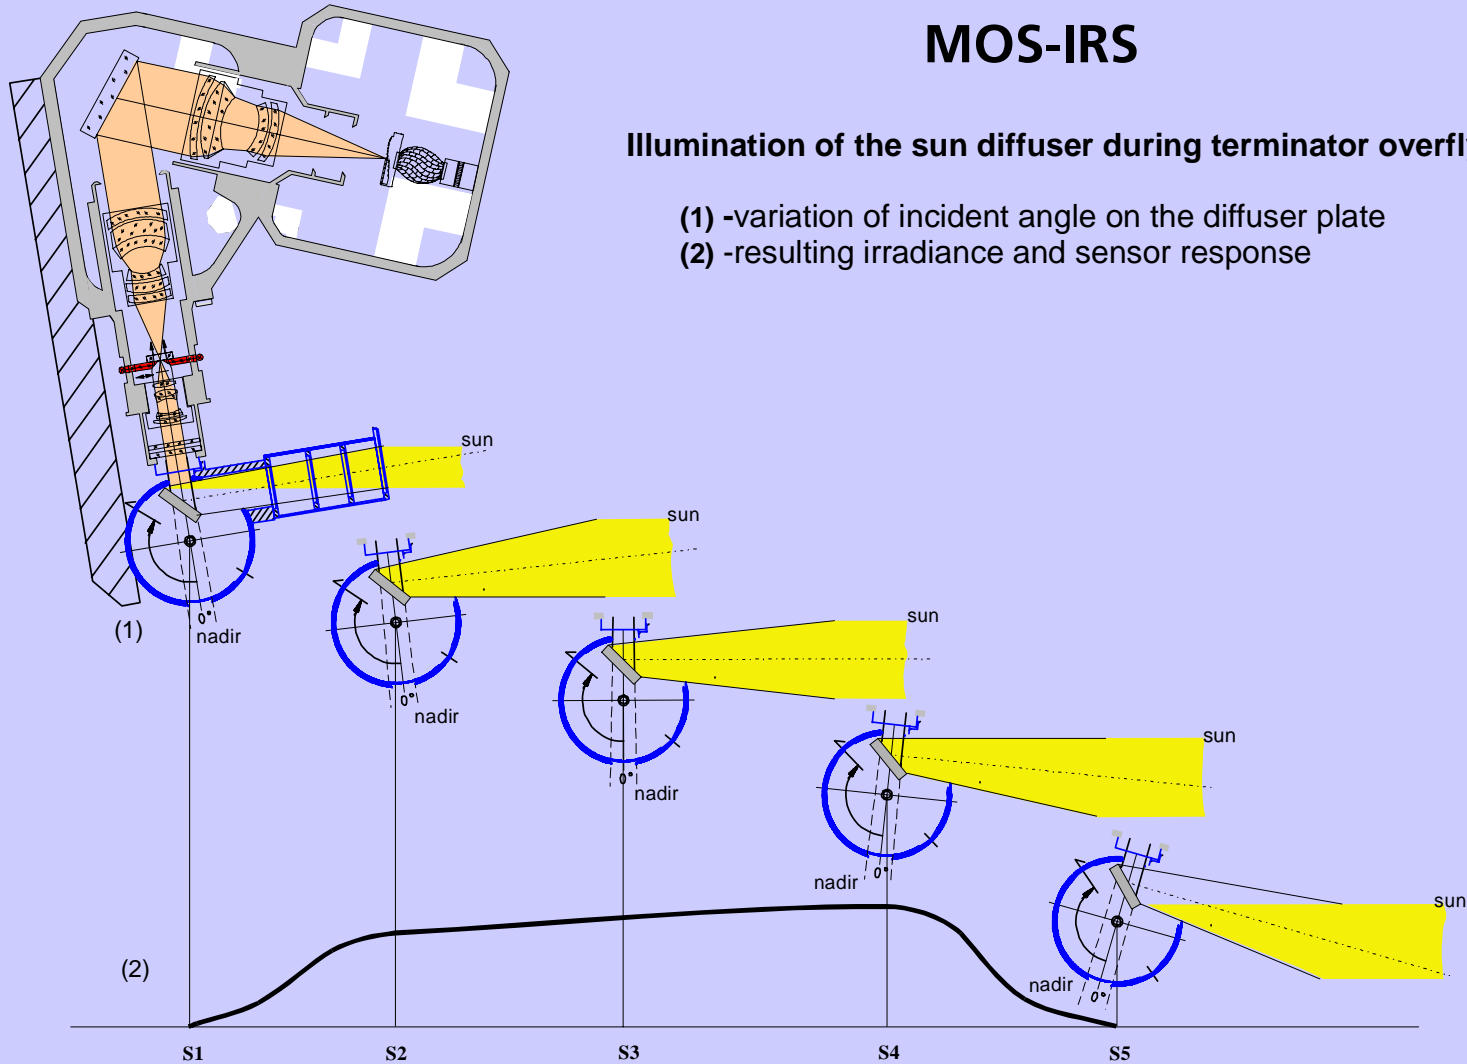 MOS-IRS
Illumination of the sun diffuser during terminator
(1) -variation of incident angle on the diffuser plate
(2) -resulting irradiance and sensor response
sun
0°
nadir
(1)
sun
0°
nadir
sun
0°
nadir
sun
0°
nadir
sun
0°
nadir
(2)
S1 S2 S3 S4 S5